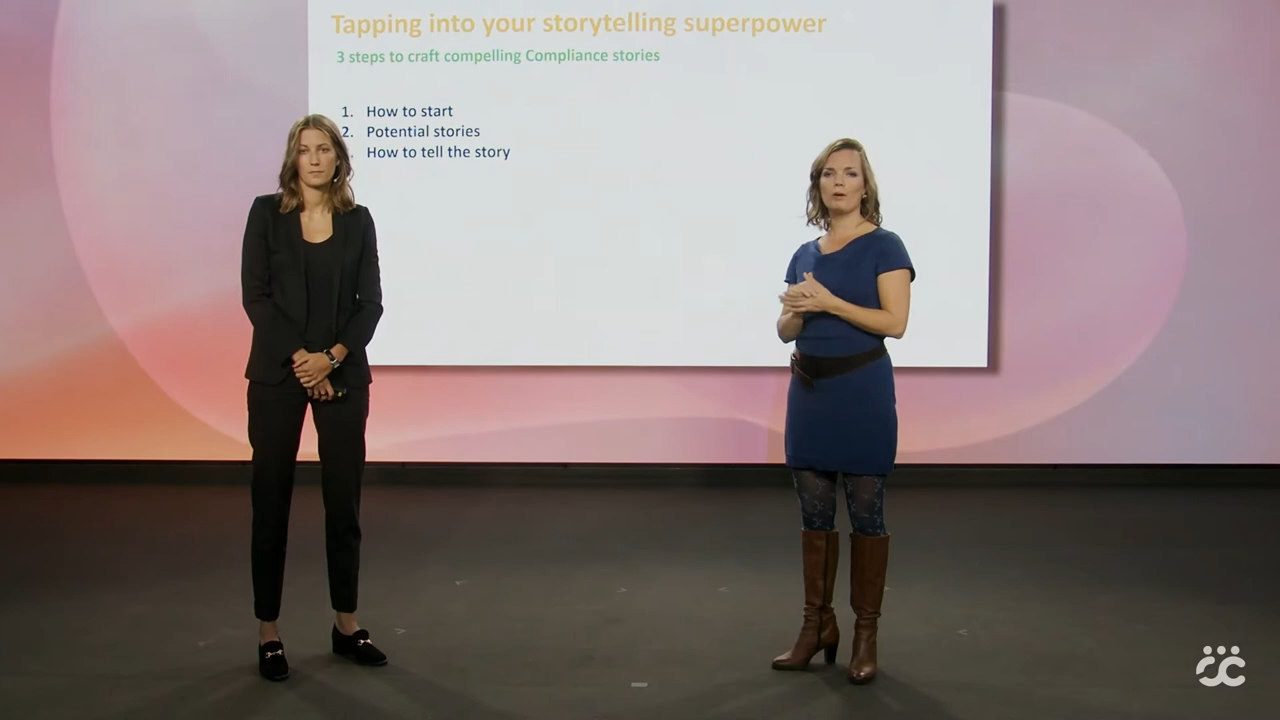 Tapping into your storytelling superpower
3 steps to craft compelling Compliance stories
1. How to start
2. Potential stories
How to tell the story